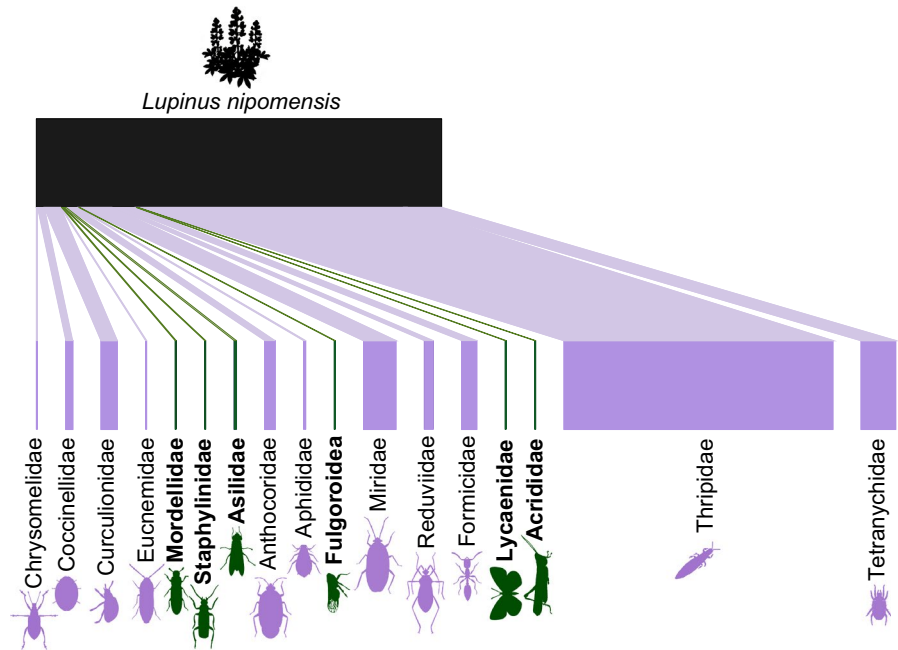 Lupinus nipomensis
Chrysomelidae
Coccinellidae
Curculionidae
Eucnemidae
Mordellidae
Staphylinidae
Asilidae
Anthocoridae
Aphididae
Fulgoroidea
Miridae
Reduviidae
Formicidae
Lycaenidae
Acrididae
Thripidae
Tetranychidae